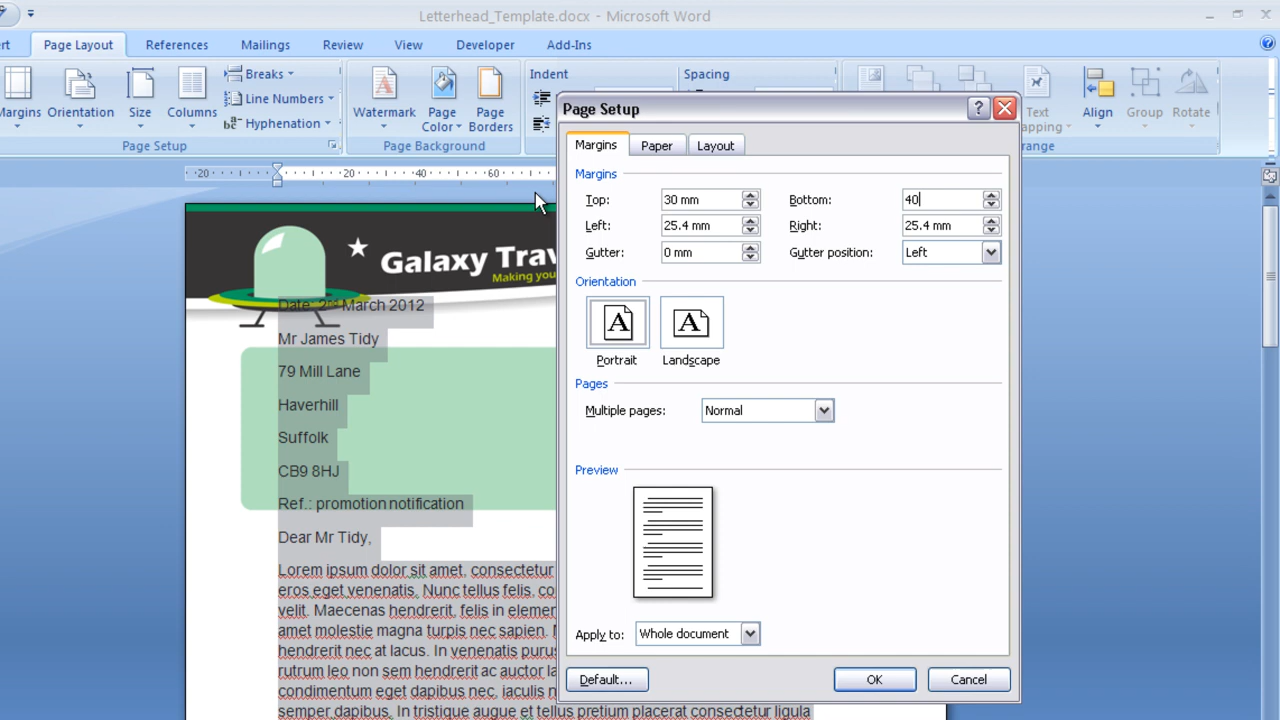 Letterhead_Template.docx - Microsoft Word
Page Layout References Mailings Review View Developer Add-Ins
Margins Orientation Size Columns
Breaks
Line Numbers
Hyphenation
Page Setup
Watermark Page Color Page Borders
Page Background
Indent
Spacing
Text
Align Group Rotate
Page Setup
Margins Paper Layout
Margins
Top: 30 mm Bottom: 40
Left: 25.4 mm Right: 25.4 mm
Gutter: 0 mm Gutter position: Left
Orientation
Portrait Landscape
Pages
Multiple pages: Normal
Preview
Apply to: Whole document
Default... OK Cancel
20 20 40 60
Galaxy Trav
Making you
Date: 2nd March 2012
Mr James Tidy
79 Mill Lane
Haverhill
Suffolk
CB9 8HJ
Ref.: promotion notification
Dear Mr Tidy,
Lorem ipsum dolor sit amet, consectetur
eros eget venenatis. Nunc tellus felis, co
velit. Maecenas hendrerit, felis in elemen
amet molestie magna turpis nec sapien.
hendrerit nec at lacus. In venenatis purus
rutrum leo non sem hendrerit ac auctor la
condimentum eget dapibus nec, iaculis n
semper dapibus. In tristique augue et tellus pretium placerat consectetur ligula